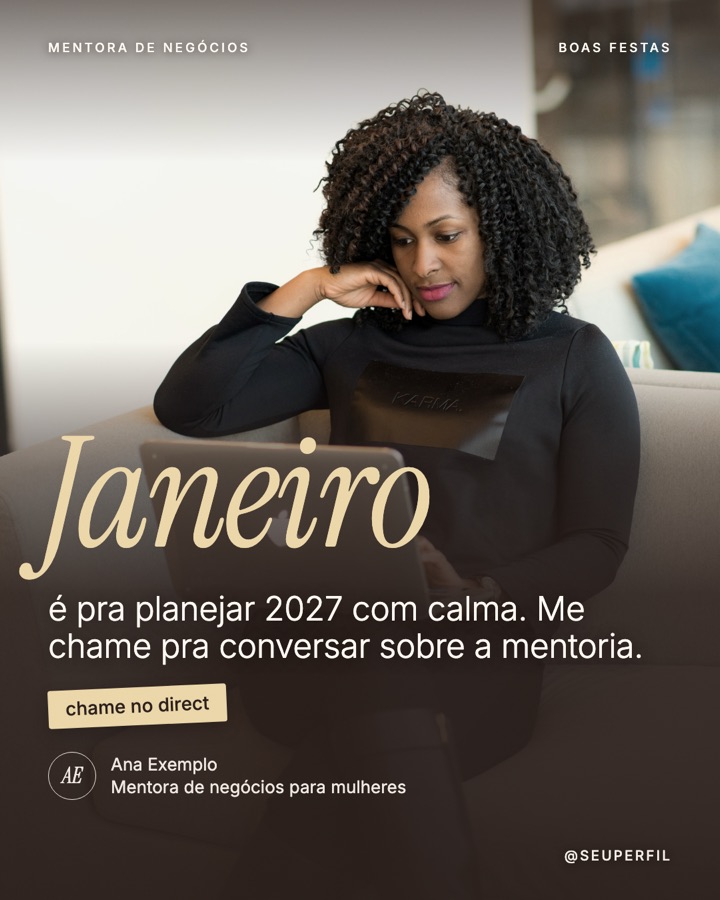 MENTORA DE NEGÓCIOS
BOAS FESTAS
KARMA
Janeiro
é pra planejar 2027 com calma. Me
chame pra conversar sobre a mentoria.
chame no direct
AE
Ana Exemplo
Mentora de negócios para mulheres
@SEUPERFIL